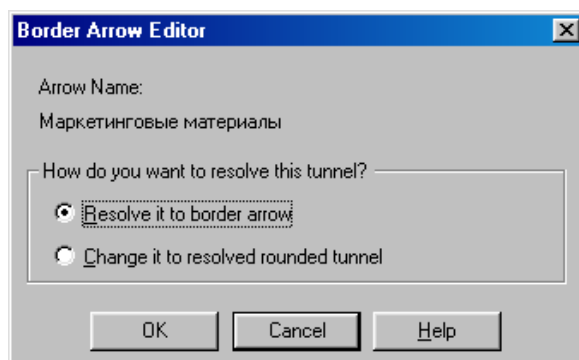 Border Arrow Editor
Arrow Name:
Маркетинговые материалы
How do you want to resolve this tunnel?
Resolve it to border arrow
Change it to resolved rounded tunnel
OK Cancel Help